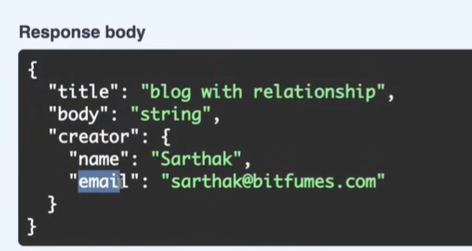 Response body
{
  "title": "blog with relationship",
  "body": "string",
  "creator": {
    "name": "Sarthak",
    "email": "sarthak@bitfumes.com"
  }
}